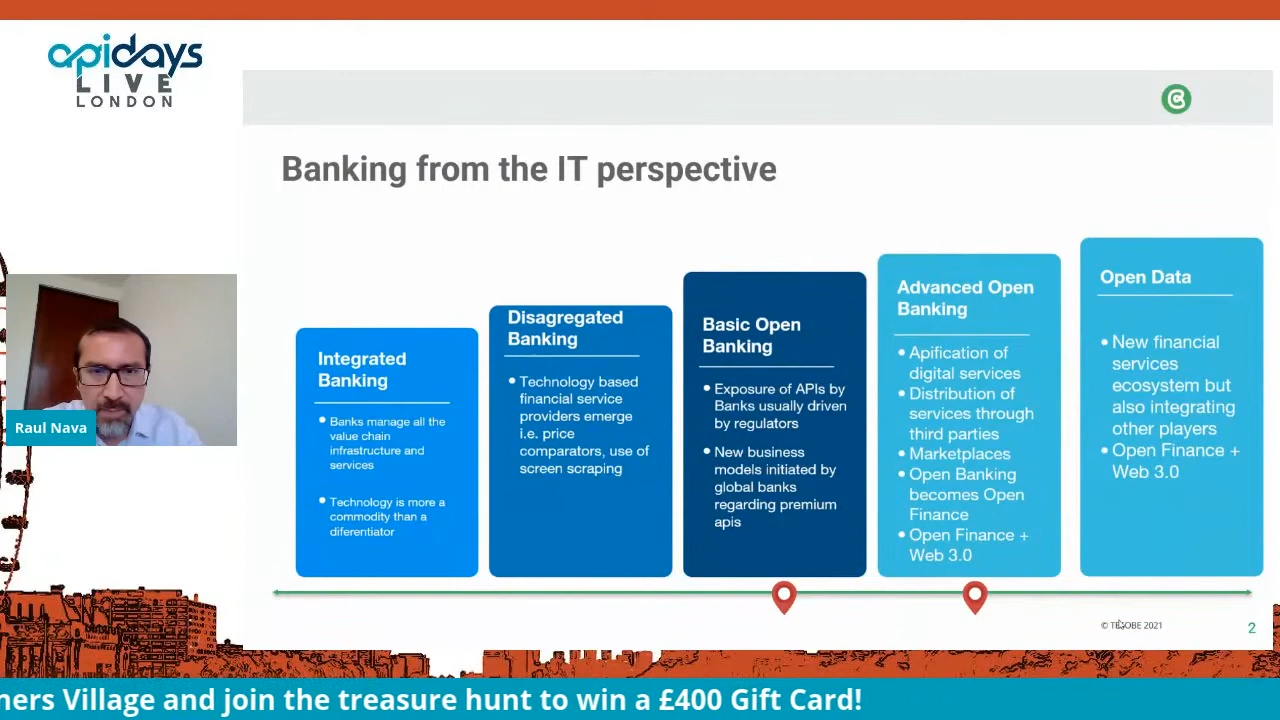 apidays
LIVE
LONDON
Banking from the IT perspective
Integrated
Banking
Banks manage all the
value chain
infrastructure and
services
Technology is more a
commodity than a
diferentiator
Disagregated
Banking
Technology based
financial service
providers emerge
i.e. price
comparators, use of
screen scraping
Basic Open
Banking
Exposure of APIs by
Banks usually driven
by regulators
New business
models initiated by
global banks
regarding premium
apis
Advanced Open
Banking
Apification of
digital services
Distribution of
services through
third parties
Marketplaces
Open Banking
becomes Open
Finance
Open Finance +
Web 3.0
Open Data
New financial
services
ecosystem but
also integrating
other players
Open Finance +
Web 3.0
Raul Nava
© 2021
2
Village and join the treasure hunt to win a £400 Gift Card!